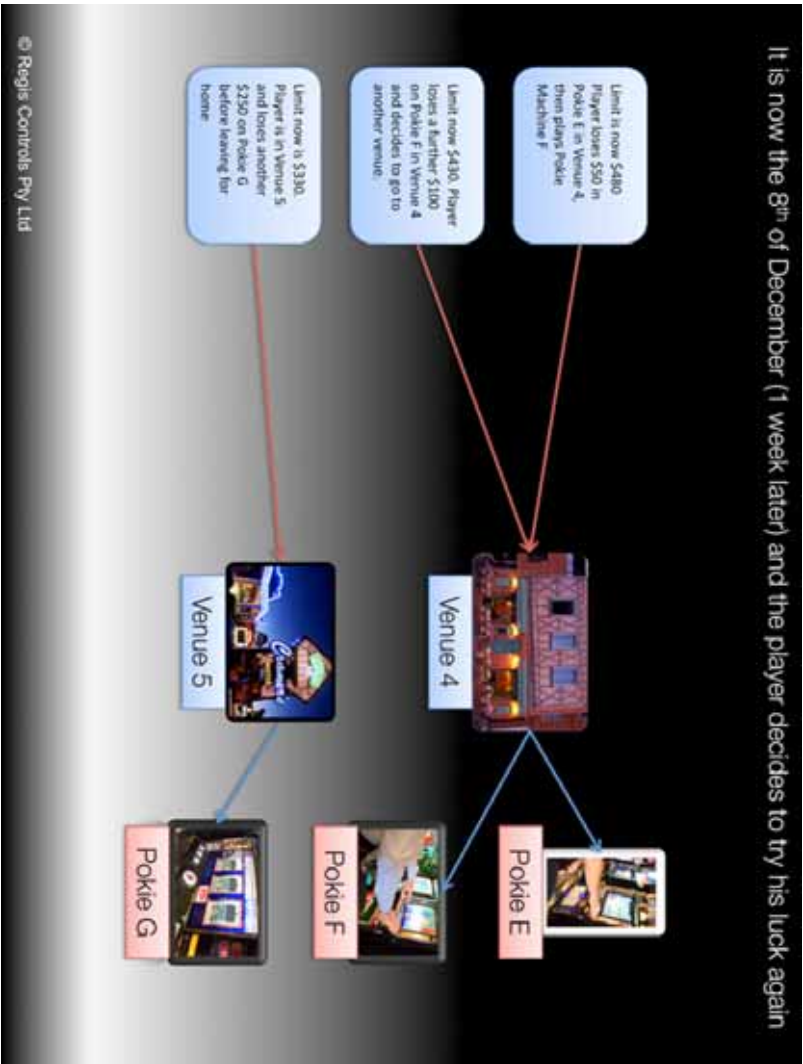 It is now the 8th of December (1 week later) and the player decides to try his luck again
Limit is now $480
Player loses $50 in
Pokie E in Venue 4,
then plays Pokie
Machine F
Limit now $430. Player
loses a further $100
on Pokie F in Venue 4
and decides to go to
another venue.
Limit now is $330.
Player is in Venue 5
and loses another
$250 on Pokie G
before leaving for
home
Venue 4
Venue 5
Pokie E
Pokie F
Pokie G
© Regis Controls Pty Ltd